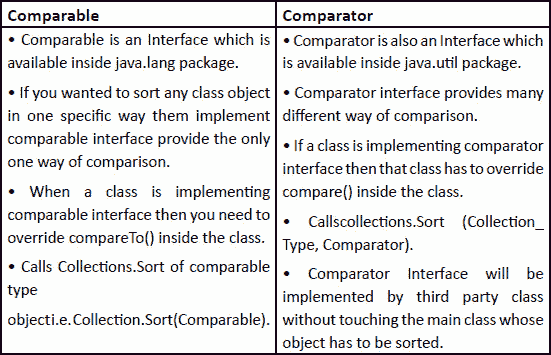 Comparable
• Comparable is an Interface which is
available inside java.lang package.
• If you wanted to sort any class object
in one specific way them implement
comparable interface provide the only
one way of comparison.
• When a class is implementing
comparable interface then you need to
override compareTo() inside the class.
• Calls Collections.Sort of comparable
type
objecti.e.Collection.Sort(Comparable).
Comparator
• Comparator is also an Interface which
is available inside java.util package.
• Comparator interface provides many
different way of comparison.
• If a class is implementing comparator
interface then that class has to override
compare() inside the class.
• Callscollections.Sort (Collection_
Type, Comparator).
• Comparator Interface will be
implemented by third party class
without touching the main class whose
object has to be sorted.